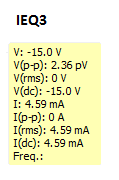 IEQ3
V: -15.0 V
V(p-p): 2.36 pV
V(rms): 0 V
V(dc): -15.0 V
I: 4.59 mA
I(p-p): 0 A
I(rms): 4.59 mA
I(dc): 4.59 mA
Freq.: